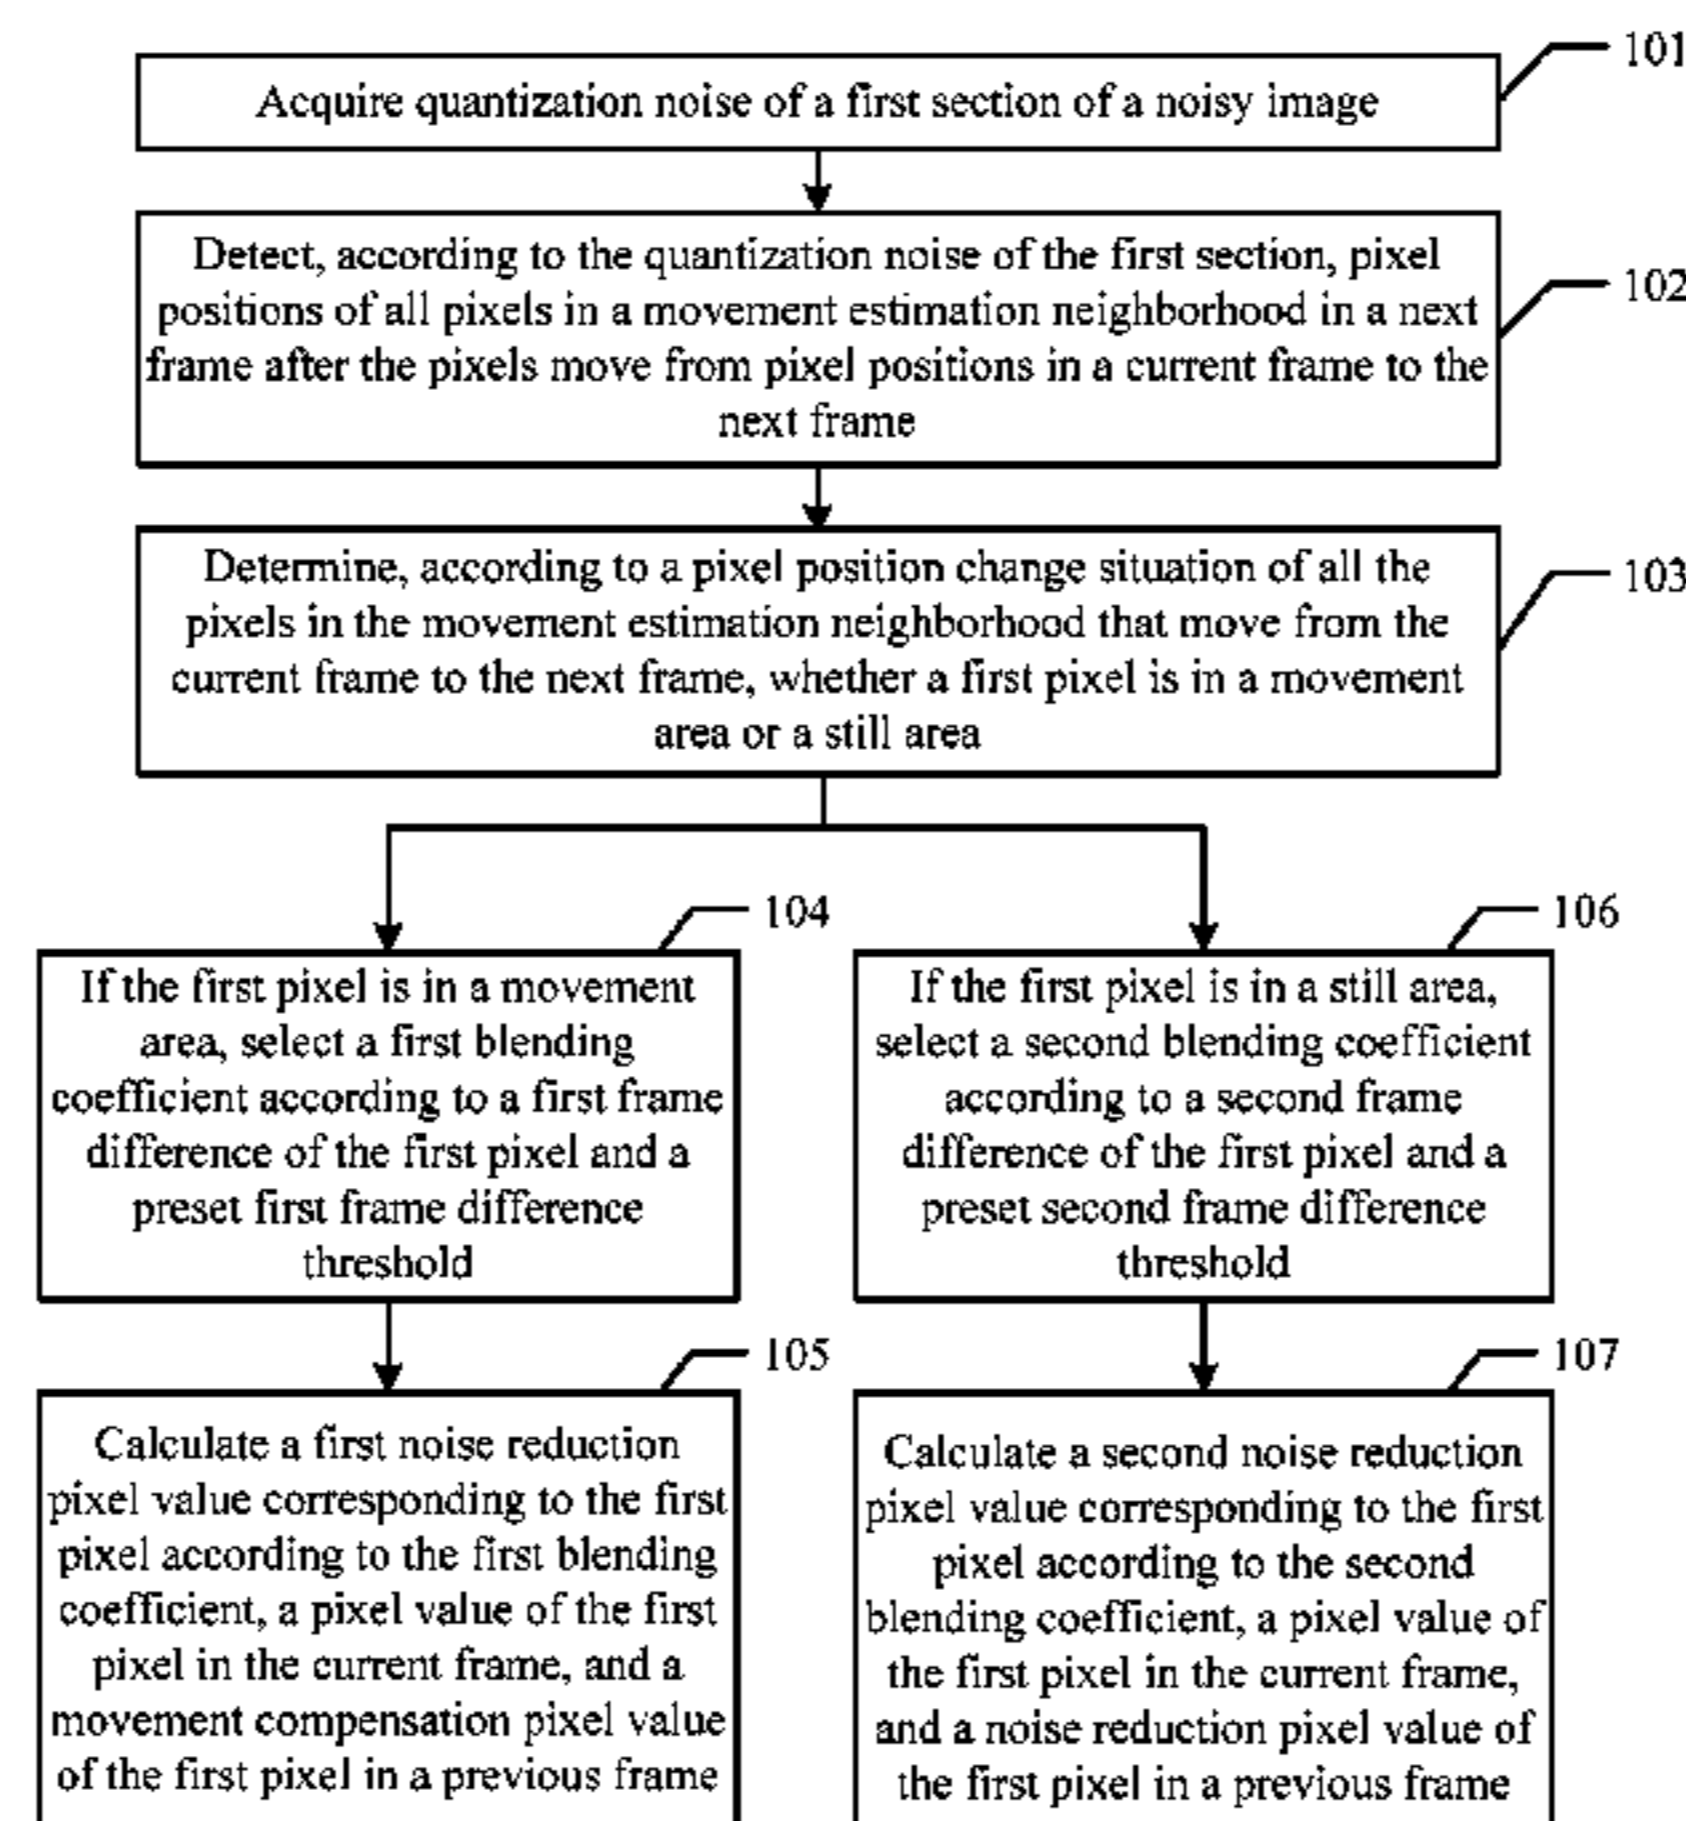 101
Acquire quantization noise of a first section of a noisy image
Detect, according to the quantization noise of the first section, pixel
positions of all pixels in a movement estimation neighborhood in a next
frame after the pixels move from pixel positions in a current frame to the
next frame
102
Determine, according to a pixel position change situation of all the
pixels in the movement estimation neighborhood that move from the
current frame to the next frame, whether a first pixel is in a movement
area or a still area
103
104
If the first pixel is in a movement
area, select a first blending
coefficient according to a first frame
difference of the first pixel and a
preset first frame difference
threshold
106
If the first pixel is in a still area,
select a second blending coefficient
according to a second frame
difference of the first pixel and a
preset second frame difference
threshold
105
Calculate a first noise reduction
pixel value corresponding to the first
pixel according to the first blending
coefficient, a pixel value of the first
pixel in the current frame, and a
movement compensation pixel value
of the first pixel in a previous frame
107
Calculate a second noise reduction
pixel value corresponding to the first
pixel according to the second
blending coefficient, a pixel value of
the first pixel in the current frame,
and a noise reduction pixel value of
the first pixel in a previous frame